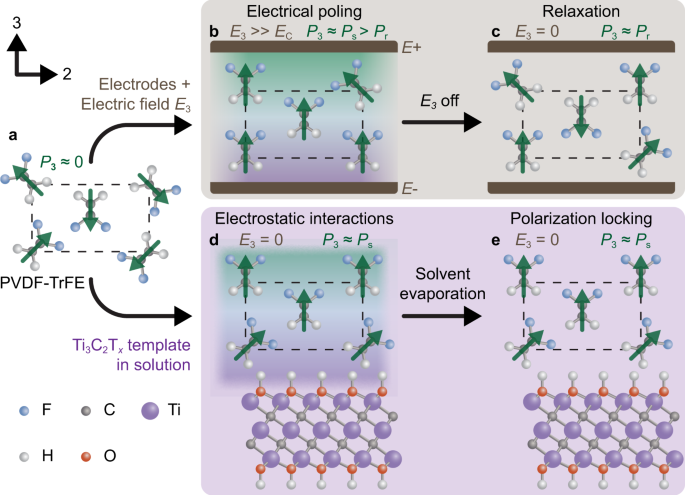 3
2
Electrodes +
Electric field E₃
a
P₃ ≈ 0
PVDF-TrFE
Ti₃C₂Tₓ template
in solution
F
C
Ti
H
O
Electrical poling
b
E₃ >> E_C
P₃ ≈ Pₛ > Pᵣ
E+
E-
E₃ off
Relaxation
c
E₃ = 0
P₃ ≈ Pᵣ
Electrostatic interactions
d
E₃ = 0
P₃ ≈ Pₛ
Solvent
evaporation
Polarization locking
e
E₃ = 0
P₃ ≈ Pₛ